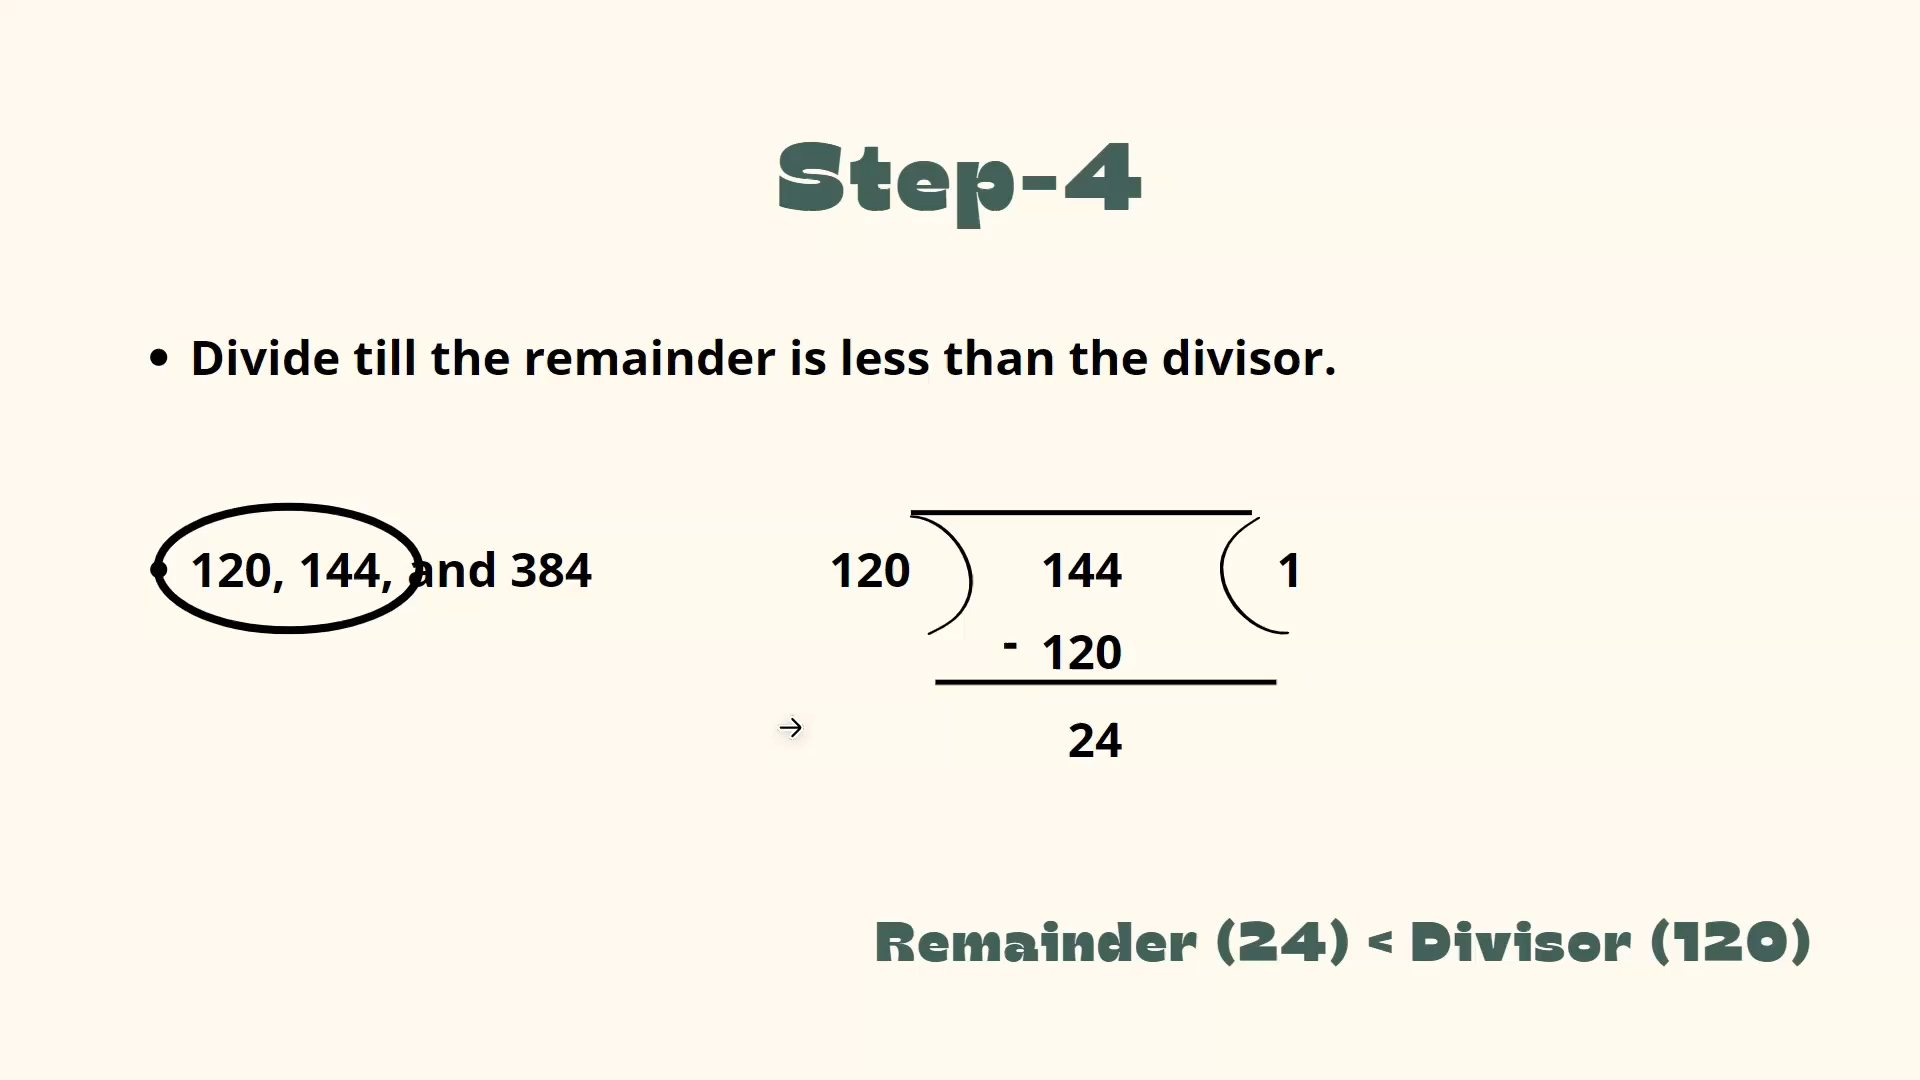 Step-4
• Divide till the remainder is less than the divisor.
• 120, 144, and 384
120 144 1
- 120
→
24
Remainder (24) < Divisor (120)